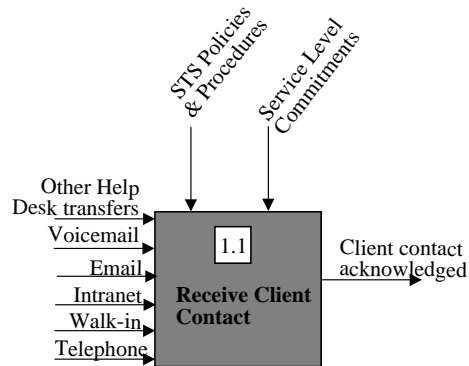 STS Policies
& Procedures
Service Level
Commitments
Other Help
Desk transfers
Voicemail
Email
Intranet
Walk-in
Telephone
1.1
Receive Client
Contact
Client contact
acknowledged